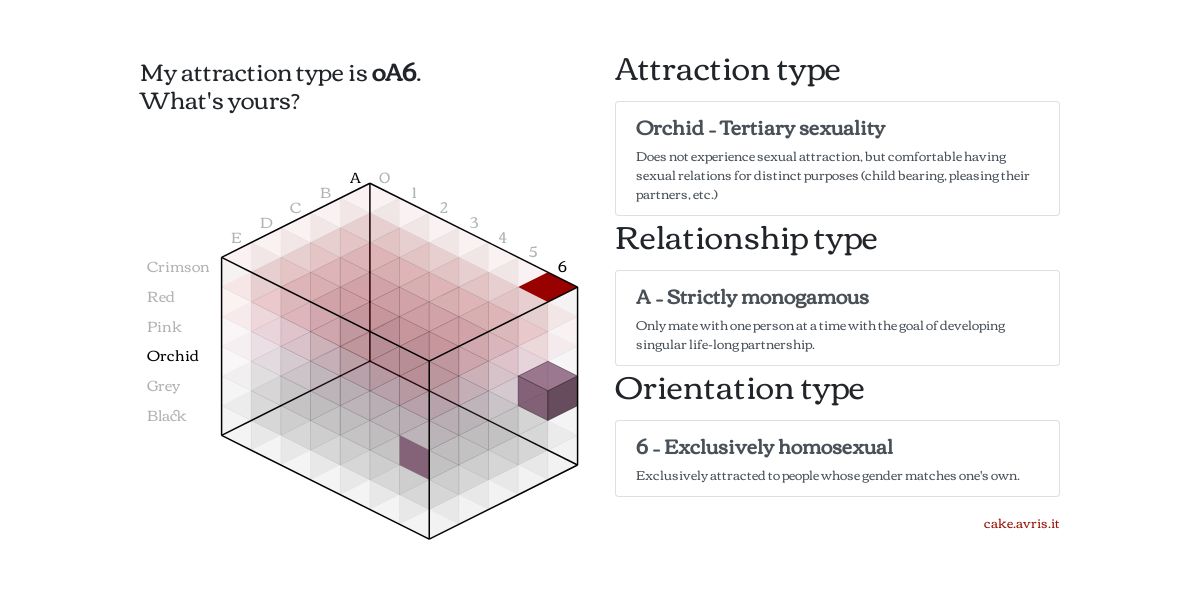 My attraction type is oA6.
What's yours?
A
B
C
D
E
O
1
2
3
4
5
6
Crimson
Red
Pink
Orchid
Grey
Black
Attraction type
Orchid - Tertiary sexuality
Does not experience sexual attraction, but comfortable having
sexual relations for distinct purposes (child bearing, pleasing their
partners, etc.)
Relationship type
A - Strictly monogamous
Only mate with one person at a time with the goal of developing
singular life-long partnership.
Orientation type
6 - Exclusively homosexual
Exclusively attracted to people whose gender matches one's own.
cake.avris.it